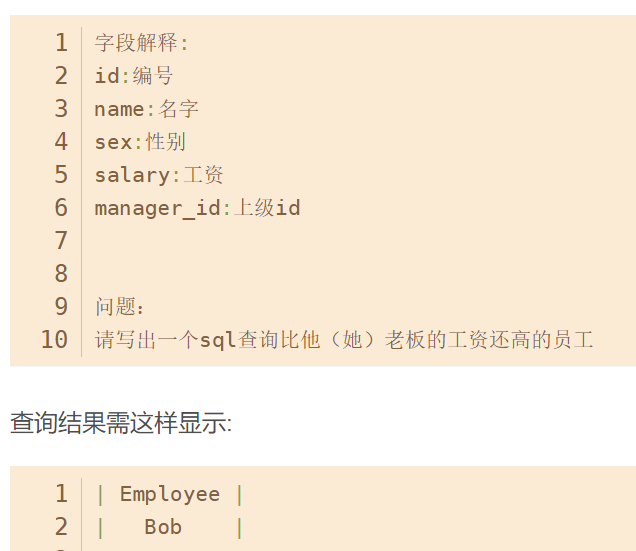 1 字段解释:
2 id:编号
3 name:名字
4 sex:性别
5 salary:工资
6 manager_id:上级id
7
8
9 问题：
10 请写出一个sql查询比他（她）老板的工资还高的员工
查询结果需这样显示:
1 | Employee |
2 | Bob |